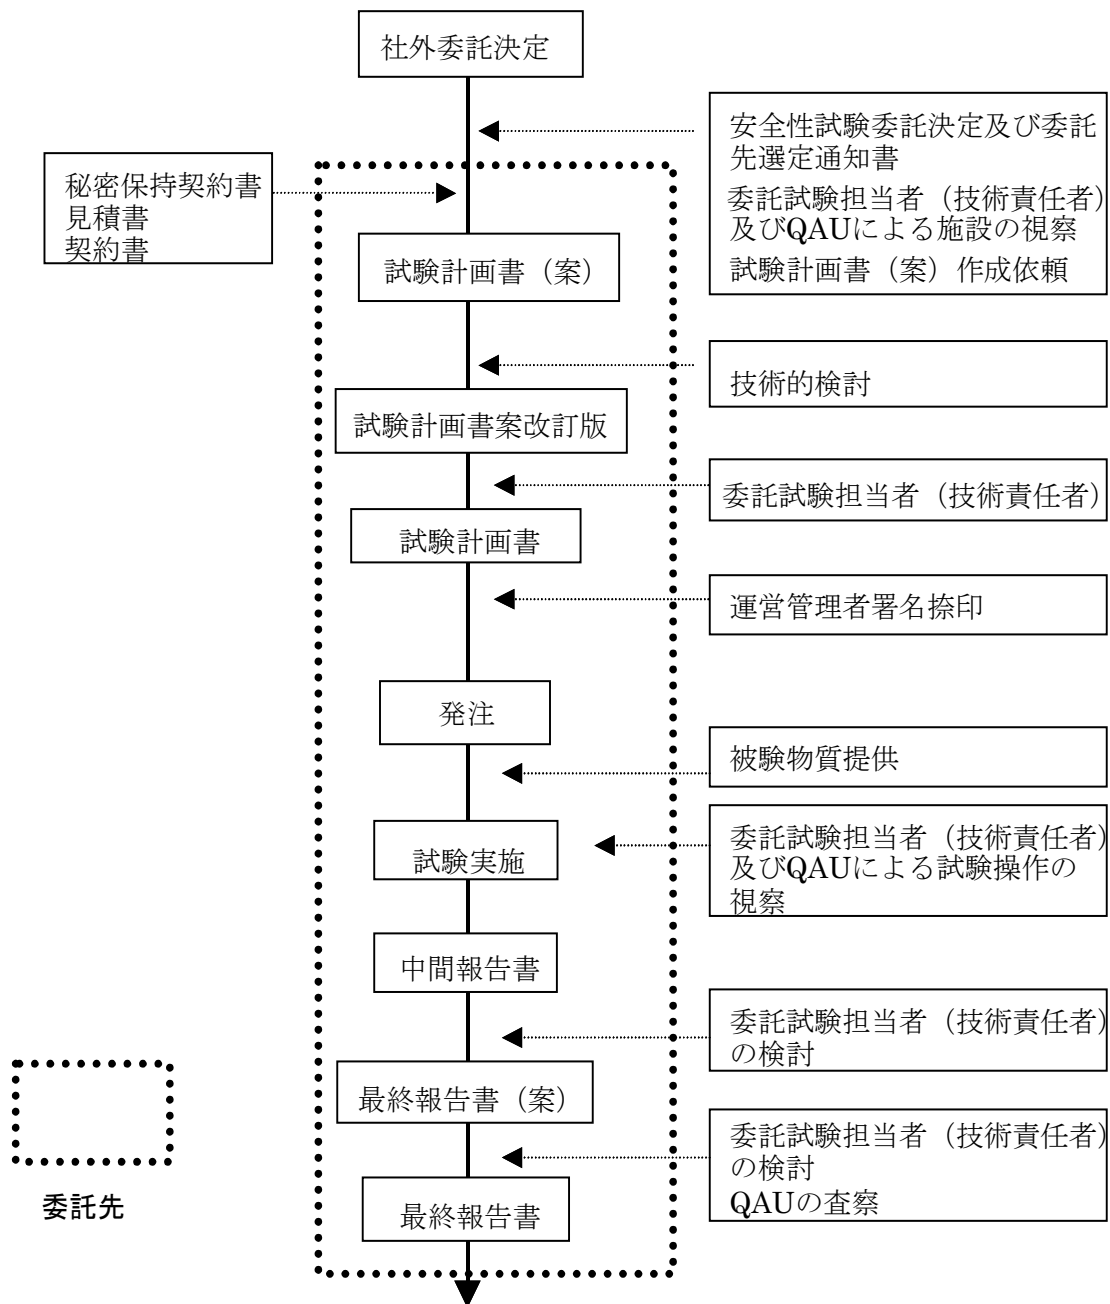 社外委託決定
安全性試験委託決定及び委託
先選定通知書
委託試験担当者（技術責任者）
及びQAUによる施設の視察
試験計画書（案）作成依頼
秘密保持契約書
見積書
契約書
試験計画書（案）
技術的検討
試験計画書案改訂版
委託試験担当者（技術責任者）
試験計画書
運営管理者署名捺印
発注
被験物質提供
試験実施
委託試験担当者（技術責任者）
及びQAUによる試験操作の
視察
中間報告書
委託試験担当者（技術責任者）
の検討
最終報告書（案）
委託試験担当者（技術責任者）
の検討
QAUの査察
最終報告書
委託先